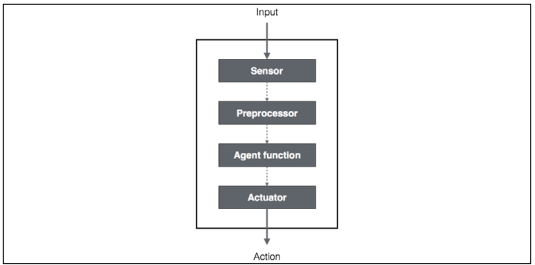 Input
Sensor
Preprocessor
Agent function
Actuator
Action